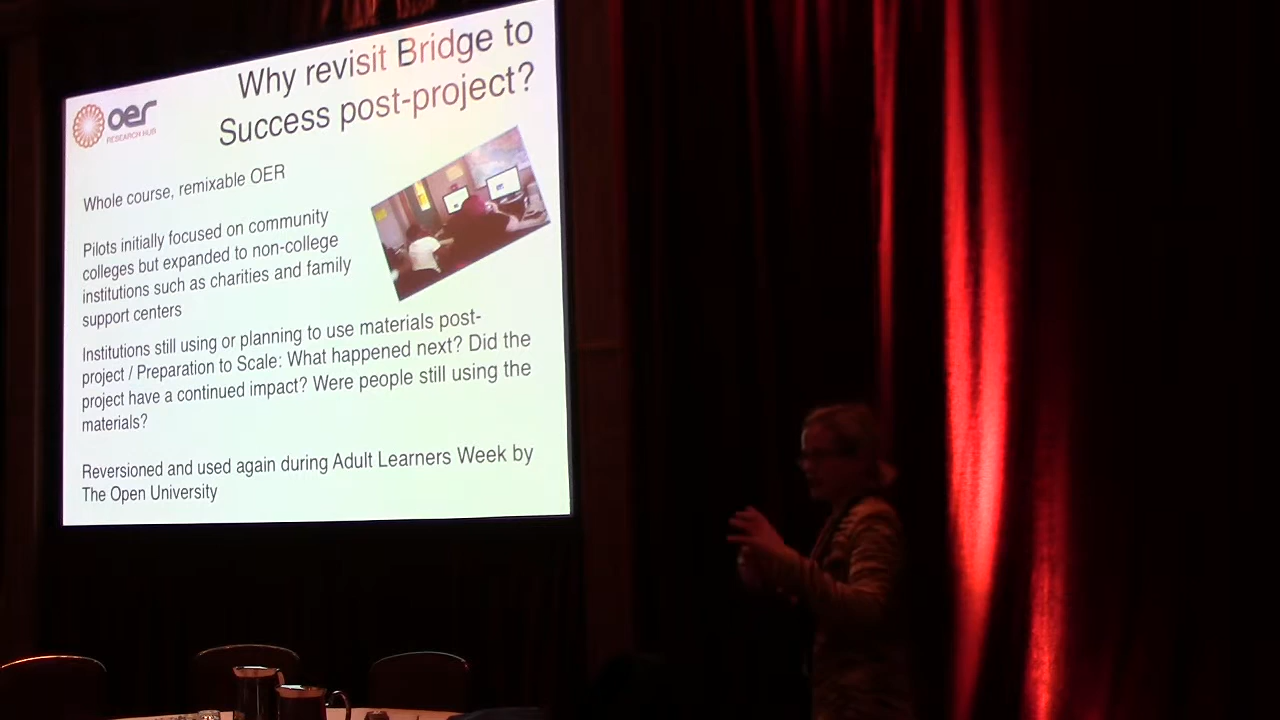 Why revisit Bridge to
Success post-project?
oer
RESEARCH HUB
Whole course, remixable OER
Pilots initially focused on community
colleges but expanded to non-college
institutions such as charities and family
support centers
Institutions still using or planning to use materials post-
project / Preparation to Scale: What happened next? Did the
project have a continued impact? Were people still using the
materials?
Reversioned and used again during Adult Learners Week by
The Open University